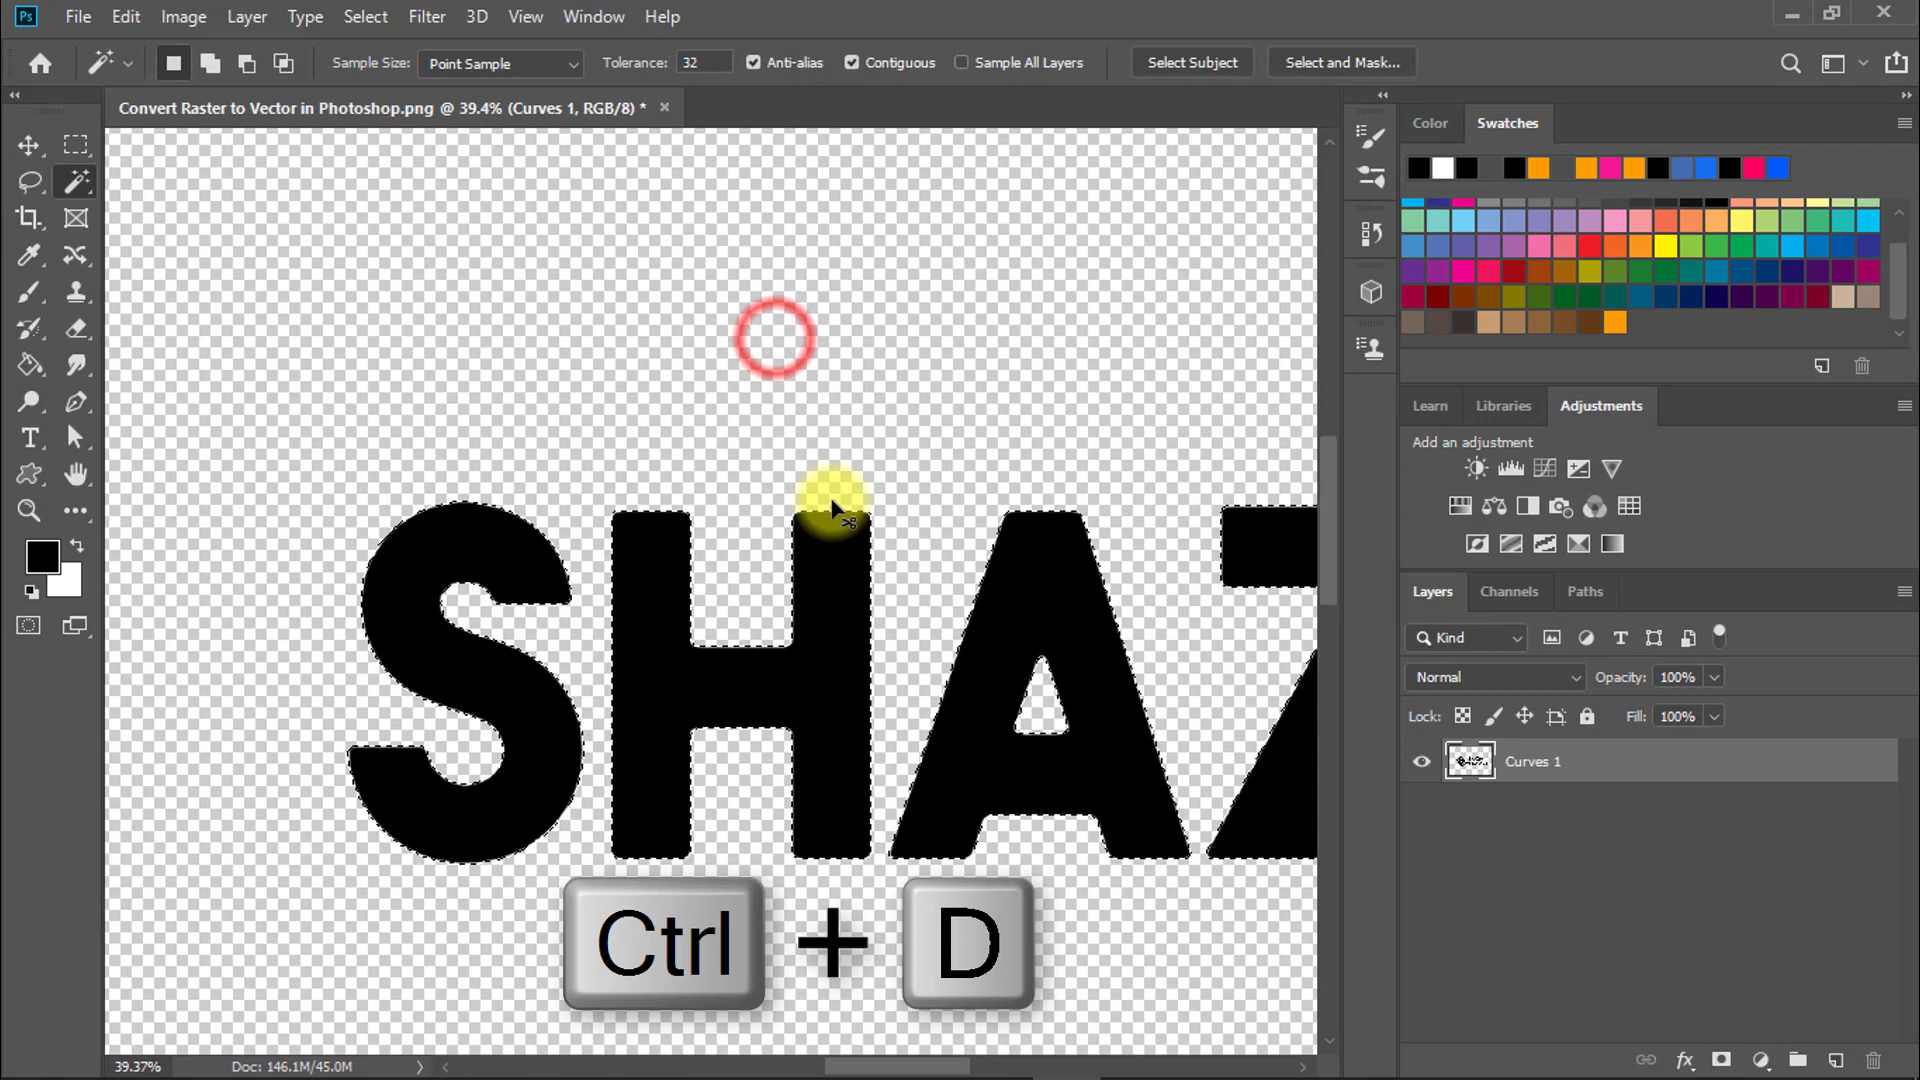 Ps File Edit Image Layer Type Select Filter 3D View Window Help
Sample Size: Point Sample Tolerance: 32 Anti-alias Contiguous Sample All Layers Select Subject Select and Mask...
Convert Raster to Vector in Photoshop.png @ 39.4% (Curves 1, RGB/8) *
Color Swatches
Learn Libraries Adjustments
Add an adjustment
Layers Channels Paths
Kind
Normal Opacity: 100%
Lock: Fill: 100%
Curves 1
SHAZ
Ctrl + D
39.37% Doc: 146.1M/45.0M